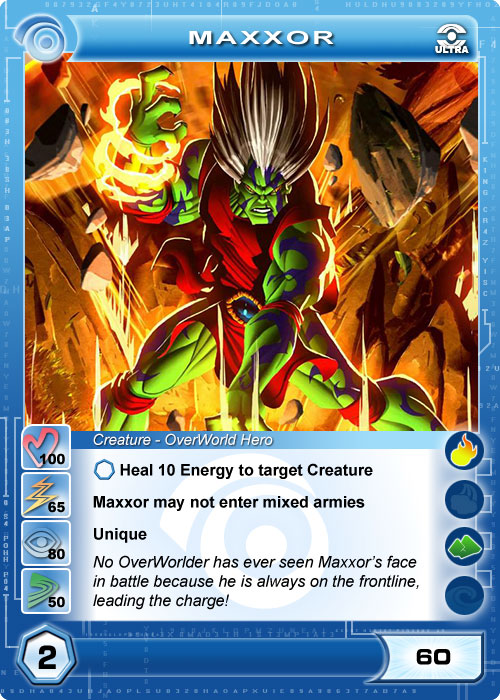 MAXXOR
ULTRA
Creature - OverWorld Hero
100
Heal 10 Energy to target Creature
65
Maxxor may not enter mixed armies
80
Unique
No OverWorlder has ever seen Maxxor's face
in battle because he is always on the frontline,
50
leading the charge!
2
60